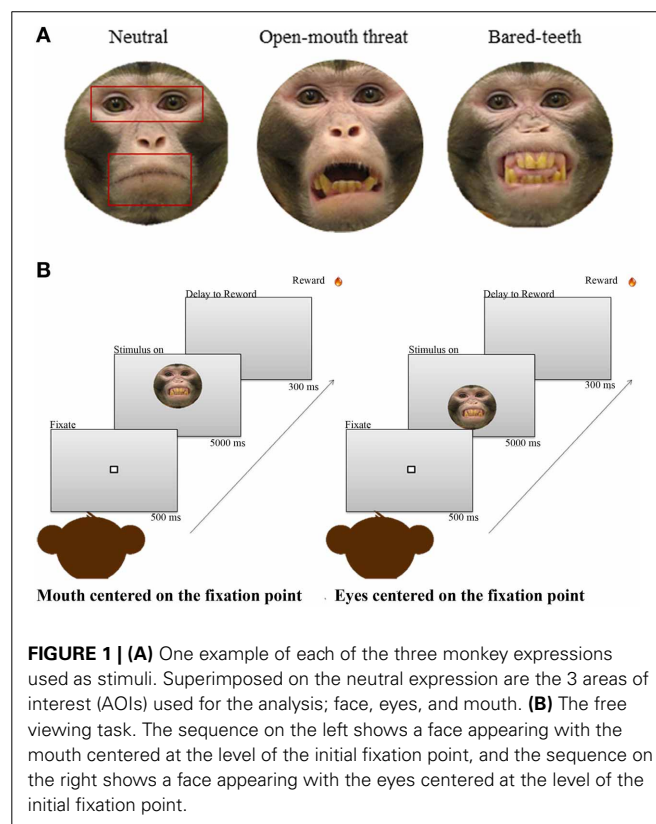 A
Neutral Open-mouth threat Bared-teeth
B
Reward
Delay to Reword
300 ms
Stimulus on
5000 ms
Fixate
500 ms
Mouth centered on the fixation point
Reward
Delay to Reword
300 ms
Stimulus on
5000 ms
Fixate
500 ms
Eyes centered on the fixation point
FIGURE 1 | (A) One example of each of the three monkey expressions
used as stimuli. Superimposed on the neutral expression are the 3 areas of
interest (AOIs) used for the analysis; face, eyes, and mouth. (B) The free
viewing task. The sequence on the left shows a face appearing with the
mouth centered at the level of the initial fixation point, and the sequence on
the right shows a face appearing with the eyes centered at the level of the
initial fixation point.